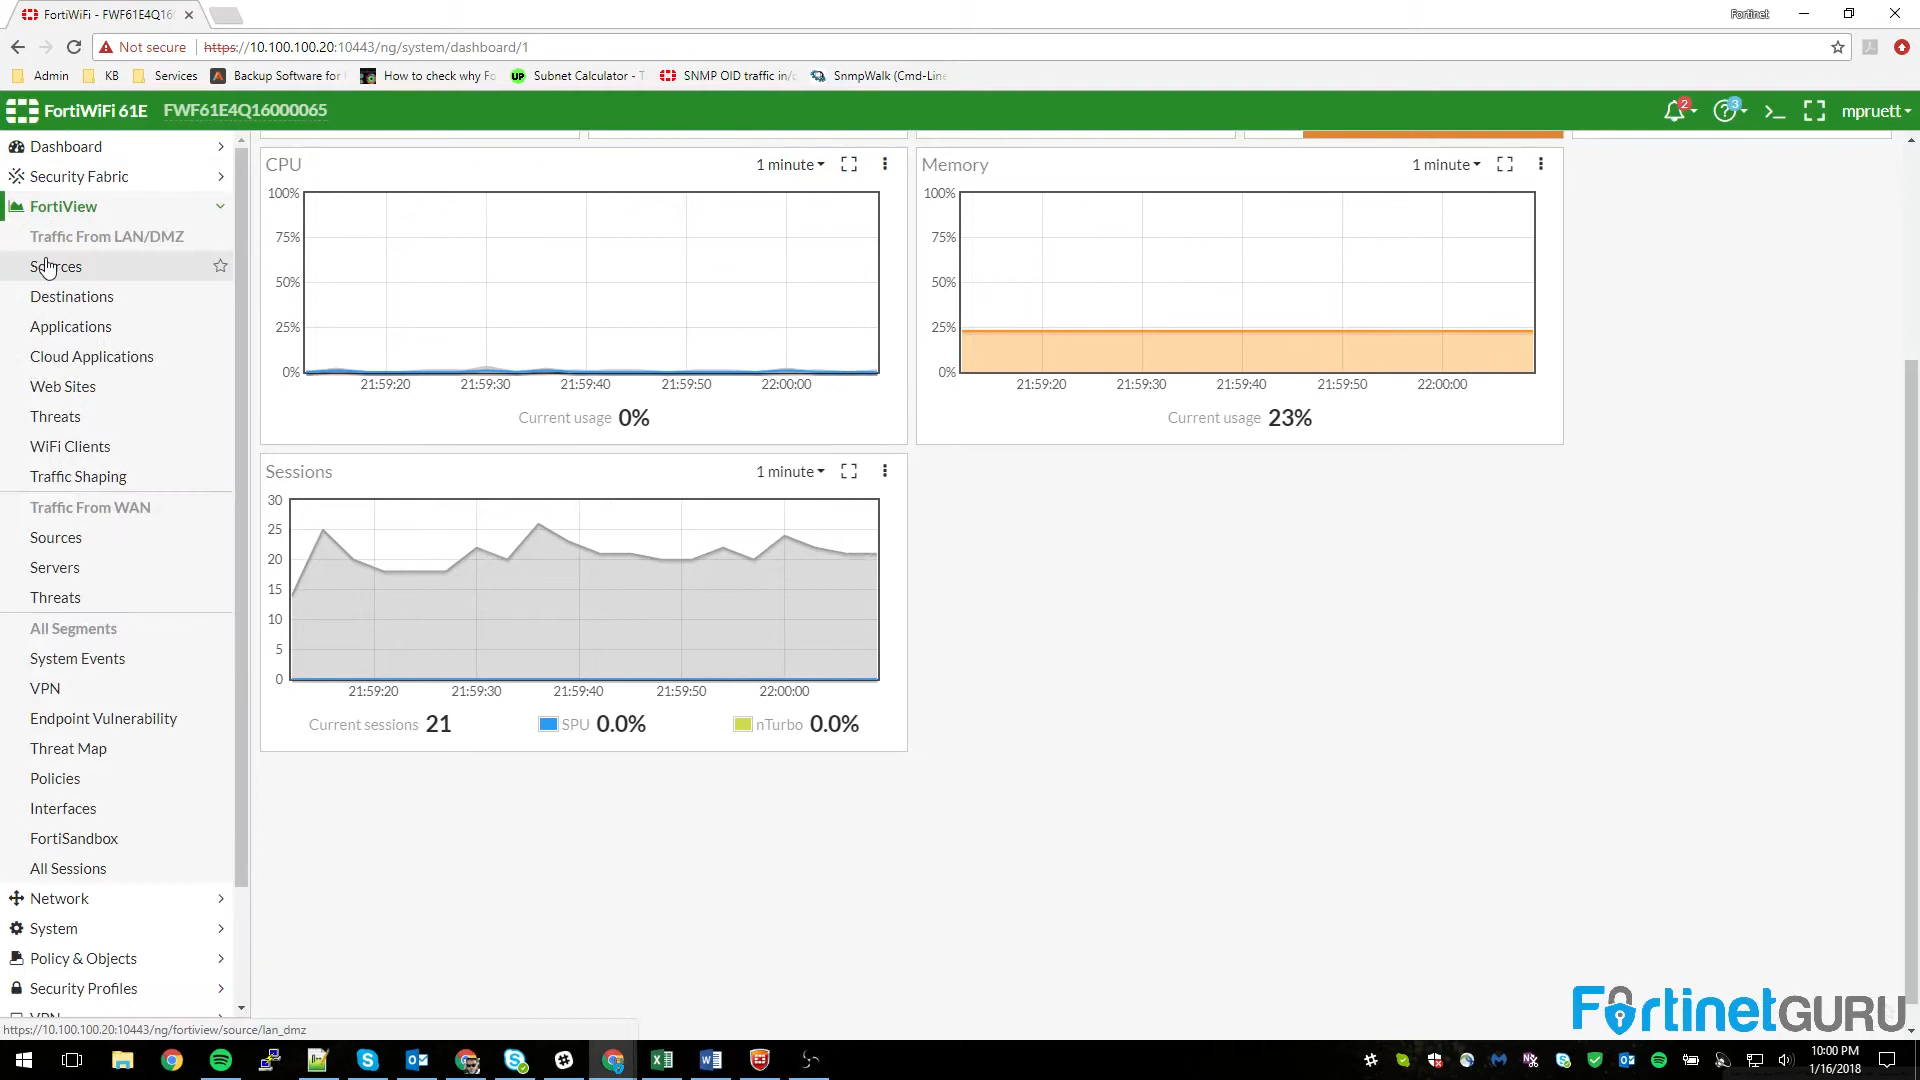 FortiWiFi - FWF61E4Q16
Fortinet
Not secure
https://10.100.100.20:10443/ng/system/dashboard/1
Admin
KB
Services
Backup Software for
How to check why Fo
Subnet Calculator - T
SNMP OID traffic in/
SnmpWalk (Cmd-Line
FortiWiFi 61E
FWF61E4Q16000065
2
3
mpruett
Dashboard
Security Fabric
FortiView
Traffic From LAN/DMZ
Sources
Destinations
Applications
Cloud Applications
Web Sites
Threats
WiFi Clients
Traffic Shaping
Traffic From WAN
Sources
Servers
Threats
All Segments
System Events
VPN
Endpoint Vulnerability
Threat Map
Policies
Interfaces
FortiSandbox
All Sessions
Network
System
Policy & Objects
Security Profiles
VPN
https://10.100.100.20:10443/ng/fortiview/source/lan_dmz
CPU
1 minute
100%
75%
50%
25%
0%
21:59:20 21:59:30 21:59:40 21:59:50 22:00:00
Current usage 0%
Memory
1 minute
100%
75%
50%
25%
0%
21:59:20 21:59:30 21:59:40 21:59:50 22:00:00
Current usage 23%
Sessions
1 minute
30
25
20
15
10
5
0
21:59:20 21:59:30 21:59:40 21:59:50 22:00:00
Current sessions 21 SPU 0.0% nTurbo 0.0%
FortinetGURU
10:00 PM
1/16/2018